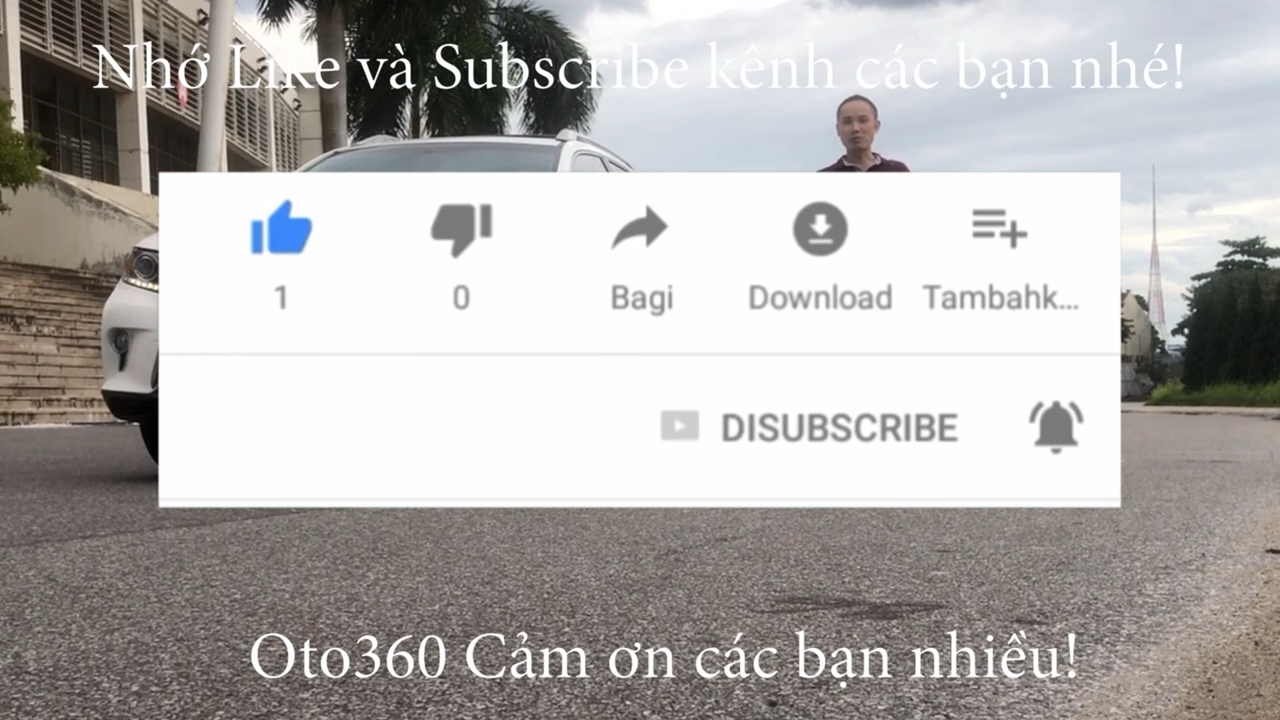 Nhớ Like và Subscribe kênh các bạn nhé!
1 0 Bagi Download Tambahk...
DISUBSCRIBE
Oto360 Cảm ơn các bạn nhiều!